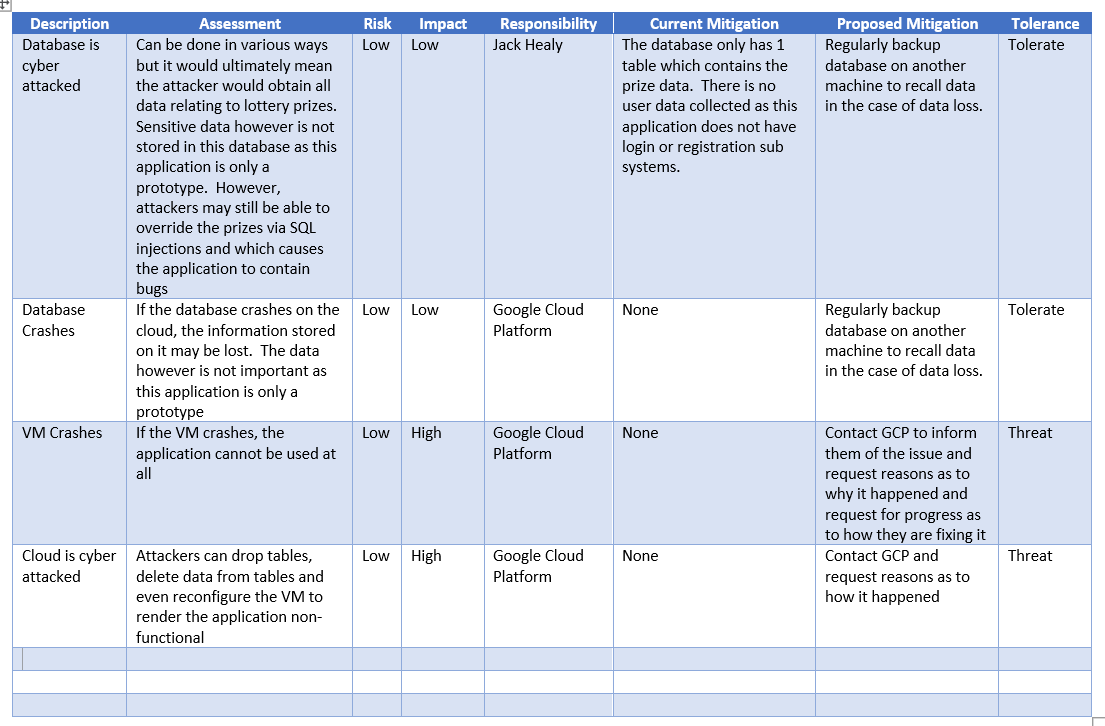 Description Assessment Risk Impact Responsibility Current Mitigation Proposed Mitigation Tolerance
Database is
cyber
attacked
Can be done in various ways
but it would ultimately mean
the attacker would obtain all
data relating to lottery prizes.
Sensitive data however is not
stored in this database as this
application is only a
prototype.  However,
attackers may still be able to
override the prizes via SQL
injections and which causes
the application to contain
bugs
Low
Low
Jack Healy
The database only has 1
table which contains the
prize data.  There is no
user data collected as this
application does not have
login or registration sub
systems.
Regularly backup
database on another
machine to recall data
in the case of data loss.
Tolerate
Database
Crashes
If the database crashes on the
cloud, the information stored
on it may be lost.  The data
however is not important as
this application is only a
prototype
Low
Low
Google Cloud
Platform
None
Regularly backup
database on another
machine to recall data
in the case of data loss.
Tolerate
VM Crashes
If the VM crashes, the
application cannot be used at
all
Low
High
Google Cloud
Platform
None
Contact GCP to inform
them of the issue and
request reasons as to
why it happened and
request for progress as
to how they are fixing it
Threat
Cloud is cyber
attacked
Attackers can drop tables,
delete data from tables and
even reconfigure the VM to
render the application non-
functional
Low
High
Google Cloud
Platform
None
Contact GCP and
request reasons as to
how it happened
Threat